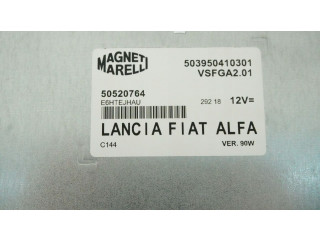 MAGNETI
MARELLI
503950410301
VSFGA2.01
50520764
E6HTEJHAU
292 18 12V=
LANCIA FIAT ALFA
C144
VER. 90W